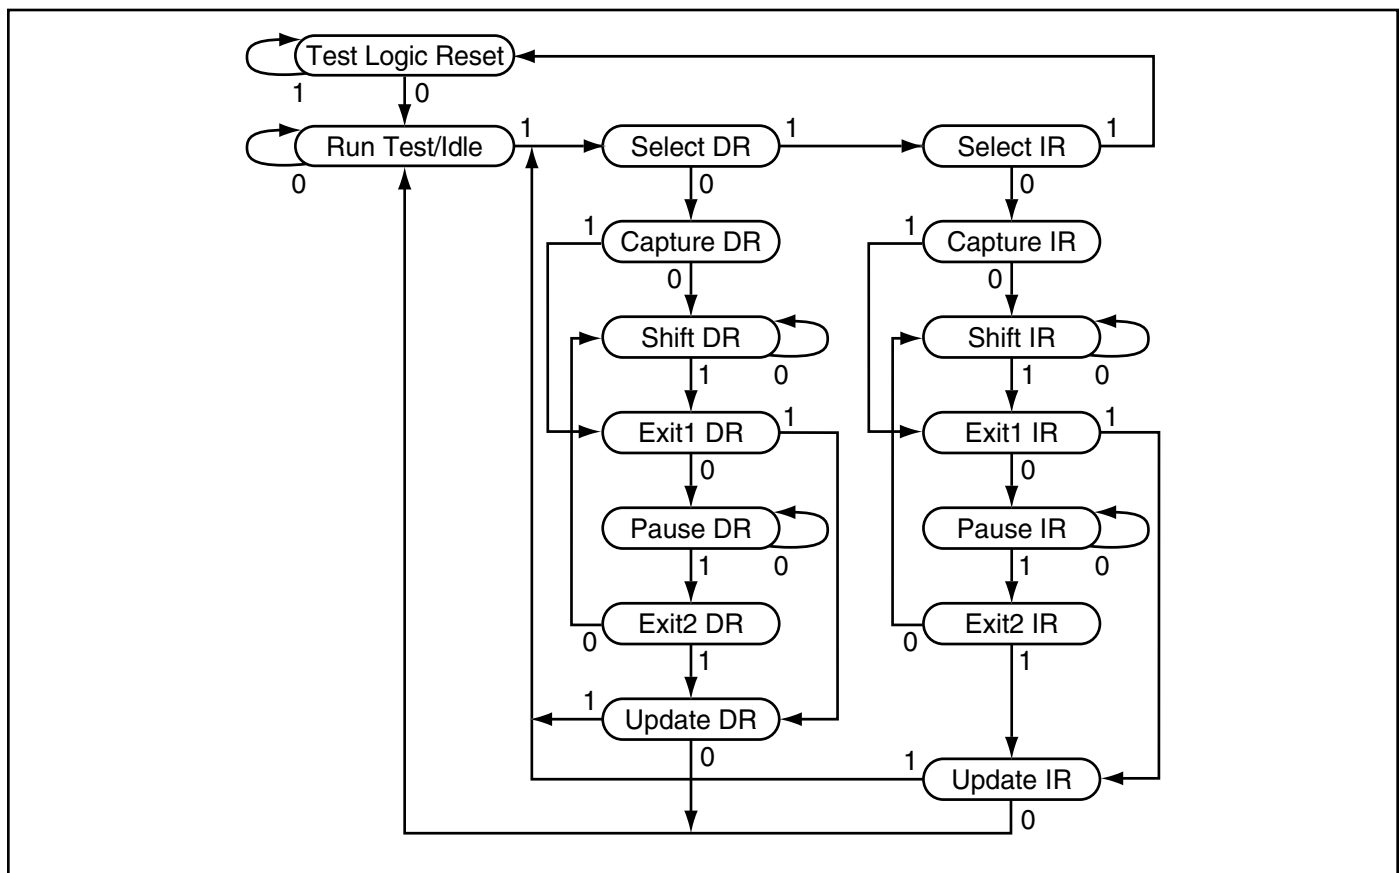 Test Logic Reset
1 0
Run Test/Idle 1 Select DR 1 Select IR 1
0 0 0
1 Capture DR 1 Capture IR
0 0
Shift DR Shift IR
1 0 1 0
Exit1 DR 1 Exit1 IR 1
0 0
Pause DR Pause IR
1 0 1 0
Exit2 DR Exit2 IR
0 1 0 1
1 Update DR
0 1
Update IR
0